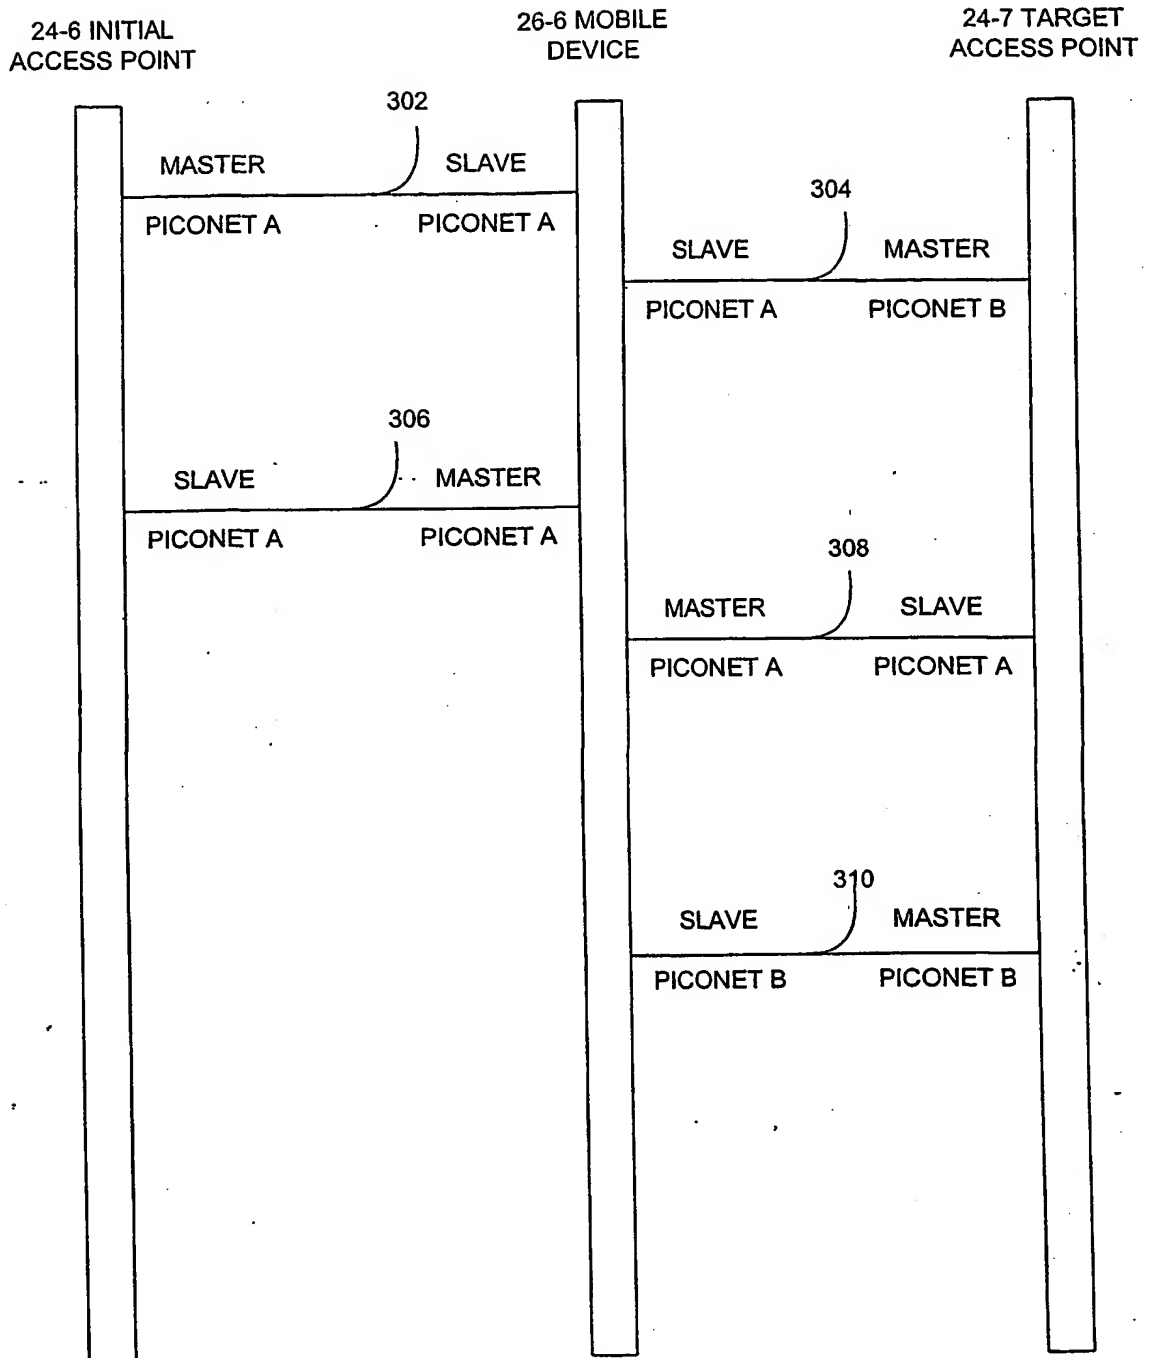 24-6 INITIAL
ACCESS POINT
26-6 MOBILE
DEVICE
24-7 TARGET
ACCESS POINT
302
MASTER SLAVE
PICONET A PICONET A
304
SLAVE MASTER
PICONET A PICONET B
306
SLAVE MASTER
PICONET A PICONET A
308
MASTER SLAVE
PICONET A PICONET A
310
SLAVE MASTER
PICONET B PICONET B